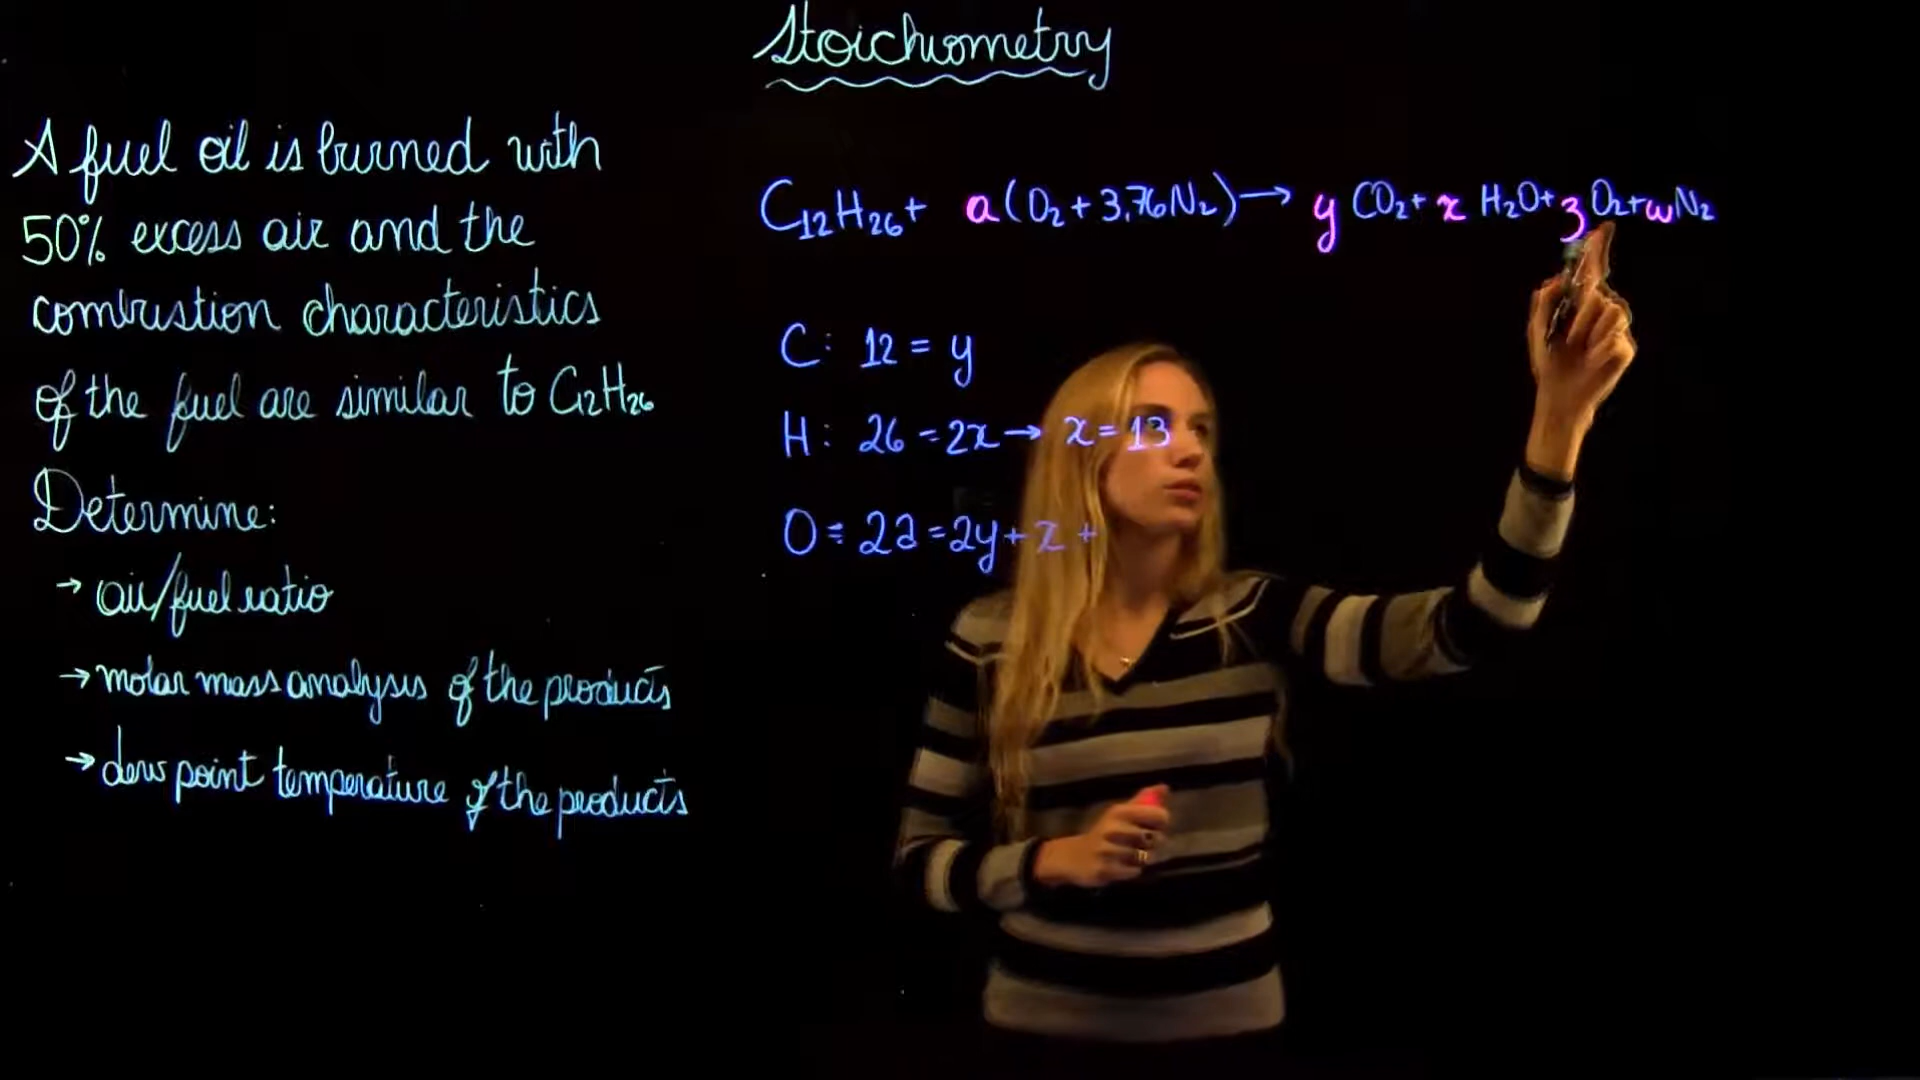 Stoichiometry
A fuel oil is burned with
50% excess air and the
combustion characteristics
of the fuel are similar to C12H26
Determine:
→ air/fuel ratio
→ molar mass analysis of the products
→ dew point temperature of the products
C₁₂H₂₆ + a(O₂ + 3,76N₂) → y CO₂ + x H₂O + z O₂ + w N₂
C: 12 = y
H: 26 = 2x → x = 13
O = 2a = 2y + x +